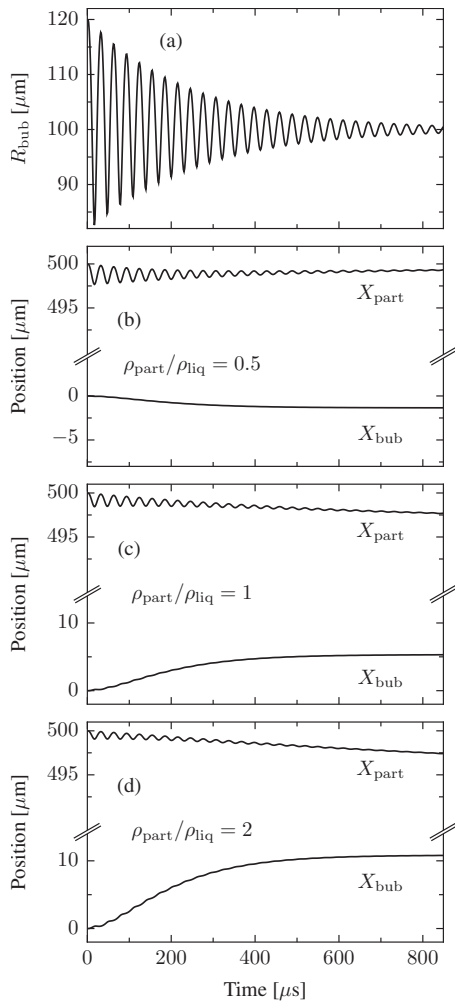 120
(a)
110
100
90
R_bub [μm]
500
X_part
495
(b)
Position [μm]
ρ_part/ρ_liq = 0.5
0
−5
X_bub
500
X_part
495
(c)
Position [μm]
ρ_part/ρ_liq = 1
10
0
X_bub
500
X_part
495
(d)
Position [μm]
ρ_part/ρ_liq = 2
10
0
X_bub
0 200 400 600 800
Time [μs]